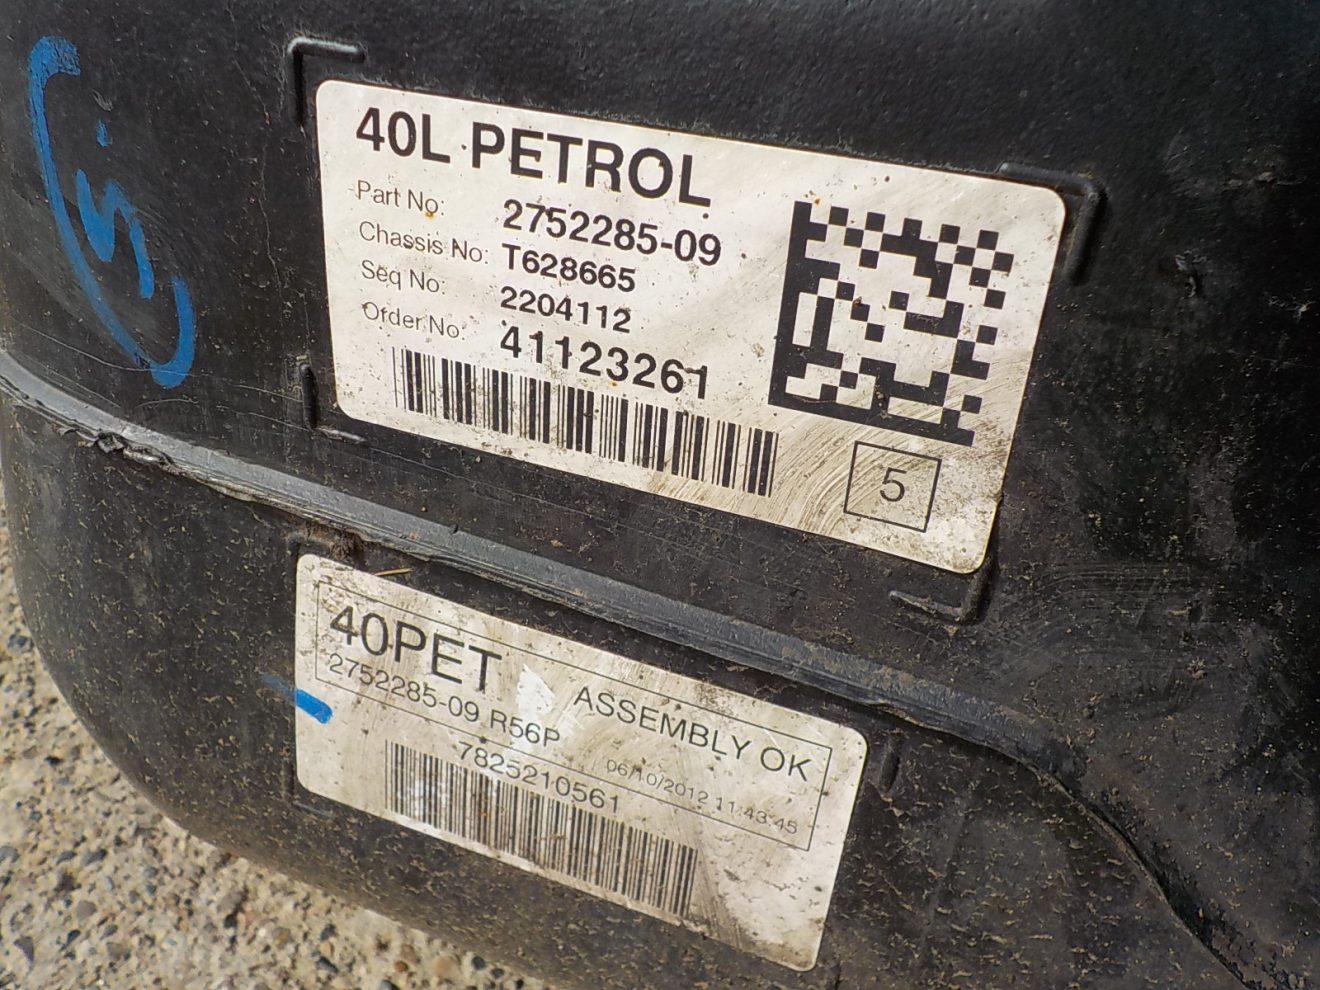 5
40L PETROL
Part No: 2752285-09
Chassis No: T628665
Seq No: 2204112
Order No: 41123261
5
40PET
ASSEMBLY OK
2752285-09 R56P
06/10/2012 11:43:45
7825210561